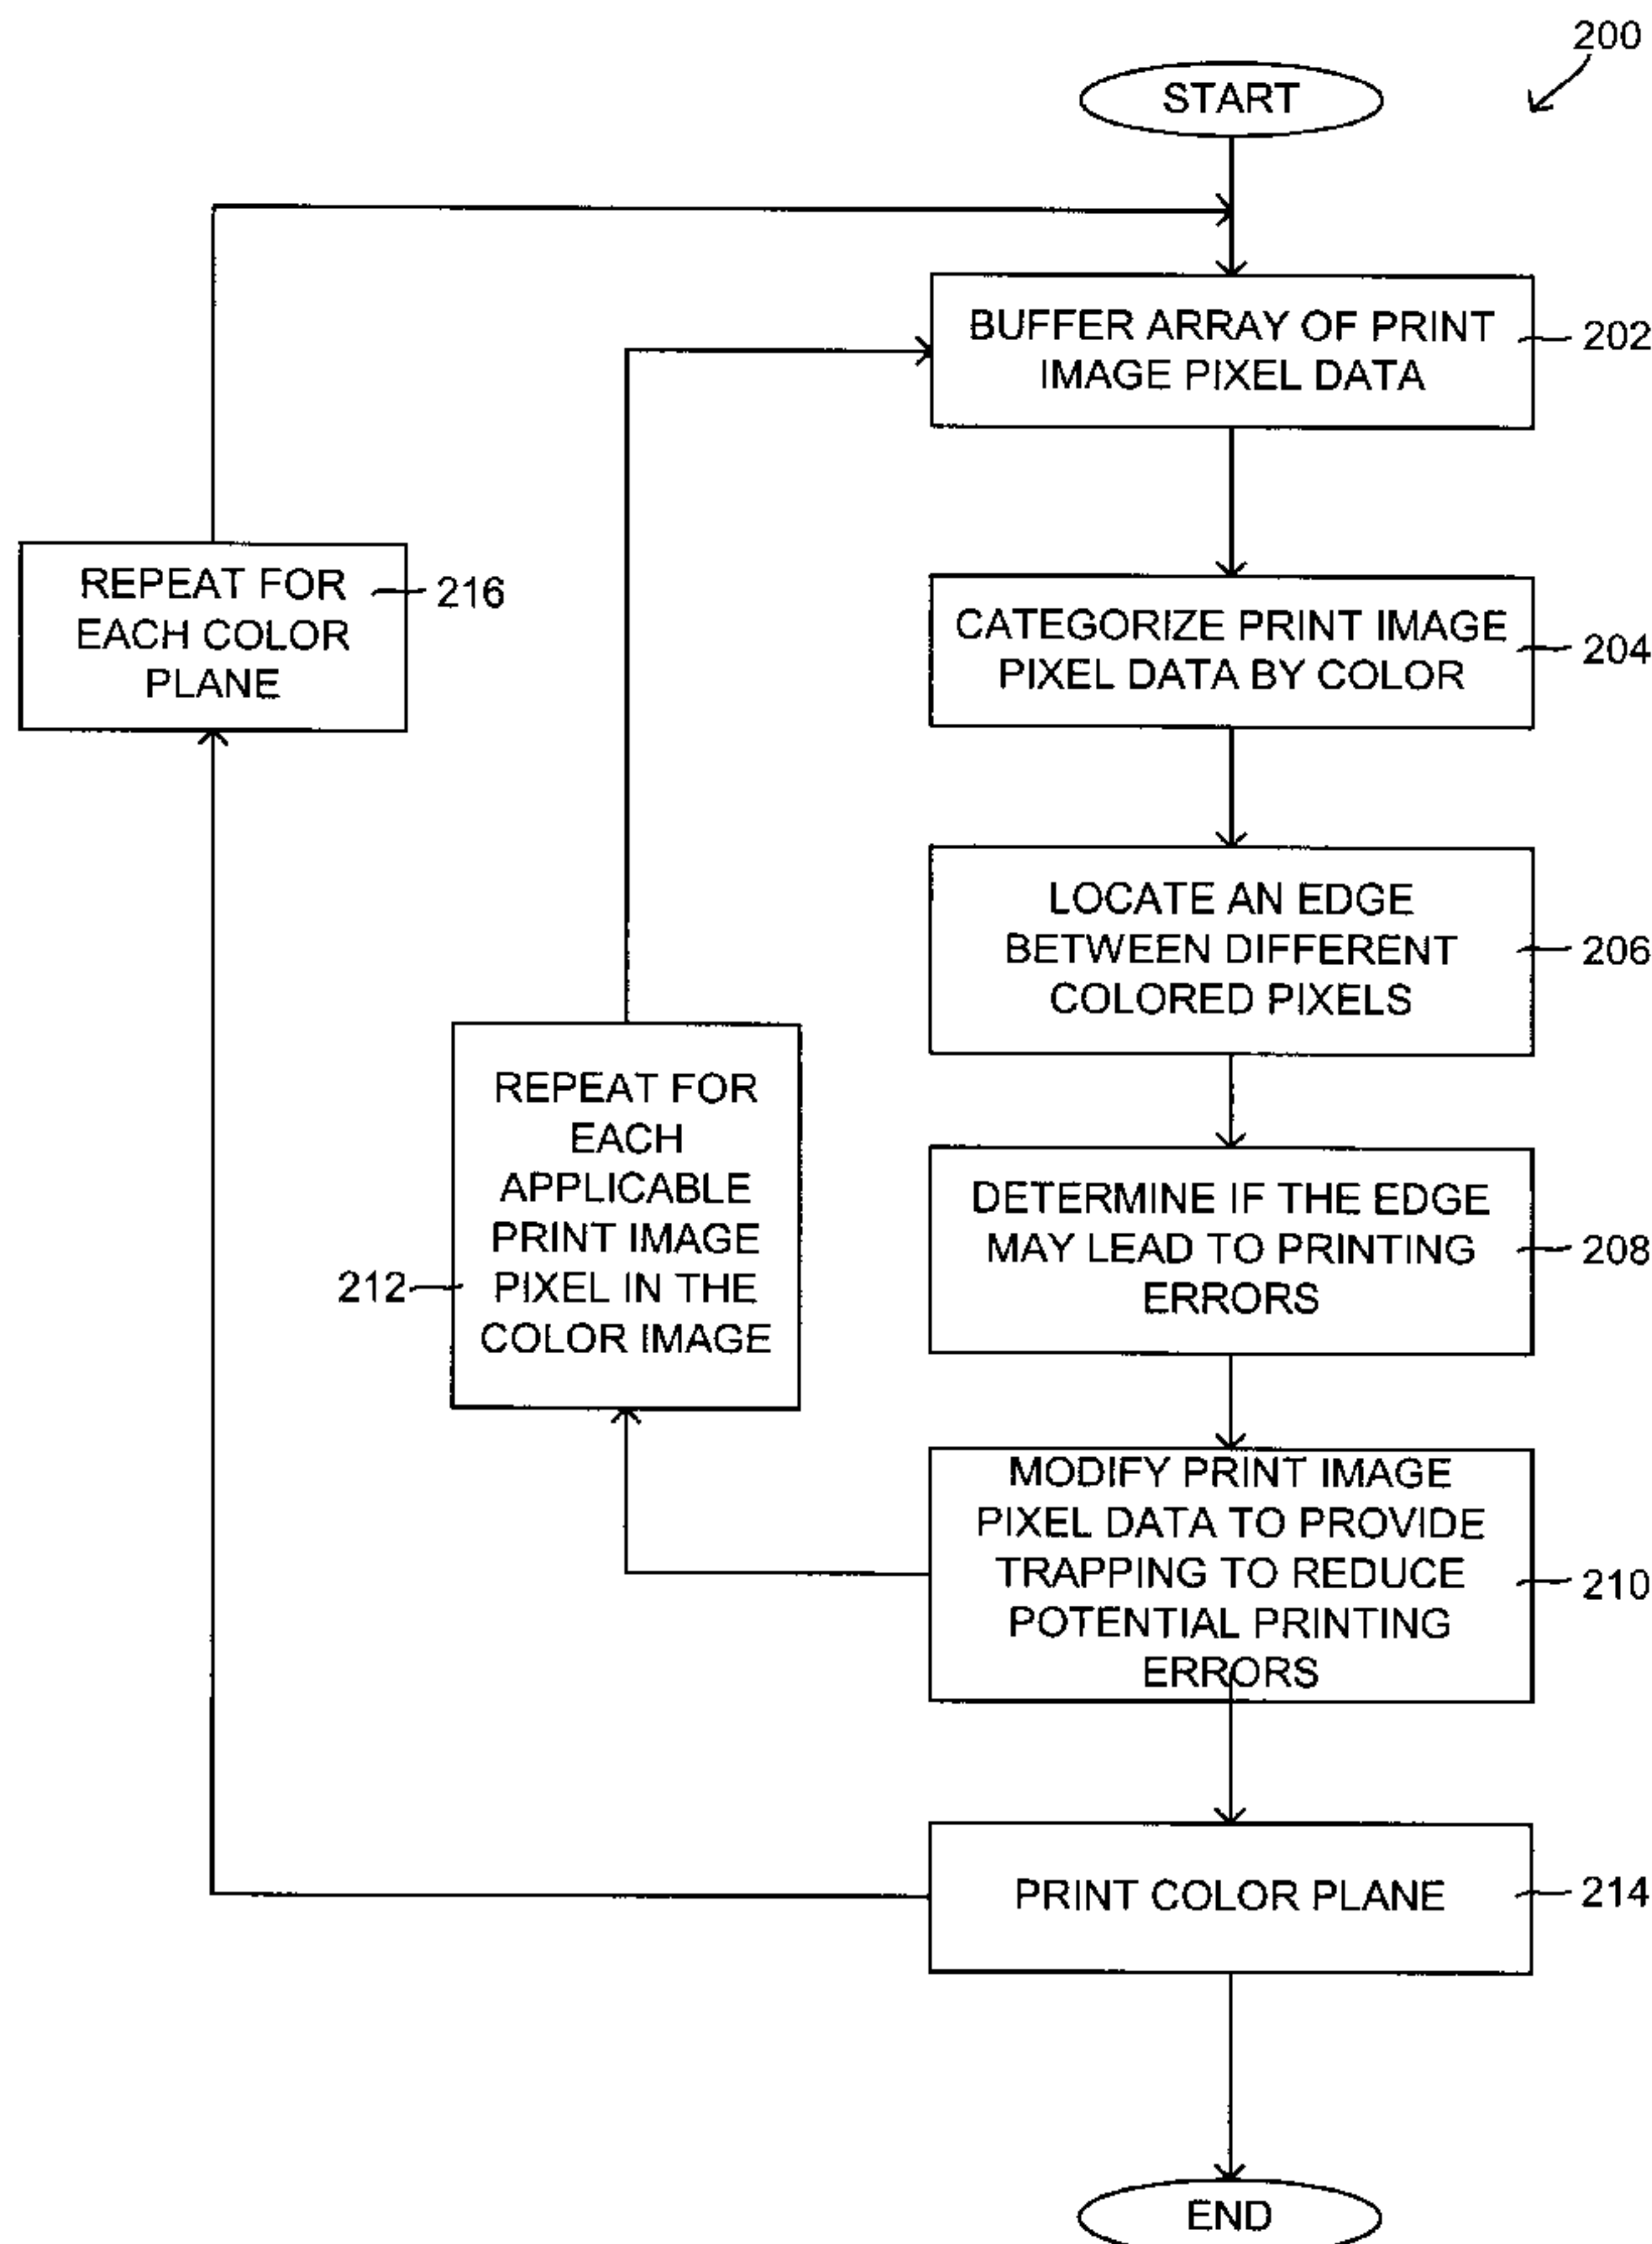 200
START
BUFFER ARRAY OF PRINT
IMAGE PIXEL DATA
202
REPEAT FOR
EACH COLOR
PLANE
216
CATEGORIZE PRINT IMAGE
PIXEL DATA BY COLOR
204
LOCATE AN EDGE
BETWEEN DIFFERENT
COLORED PIXELS
206
REPEAT FOR
EACH
APPLICABLE
PRINT IMAGE
PIXEL IN THE
COLOR IMAGE
212
DETERMINE IF THE EDGE
MAY LEAD TO PRINTING
ERRORS
208
MODIFY PRINT IMAGE
PIXEL DATA TO PROVIDE
TRAPPING TO REDUCE
POTENTIAL PRINTING
ERRORS
210
PRINT COLOR PLANE
214
END